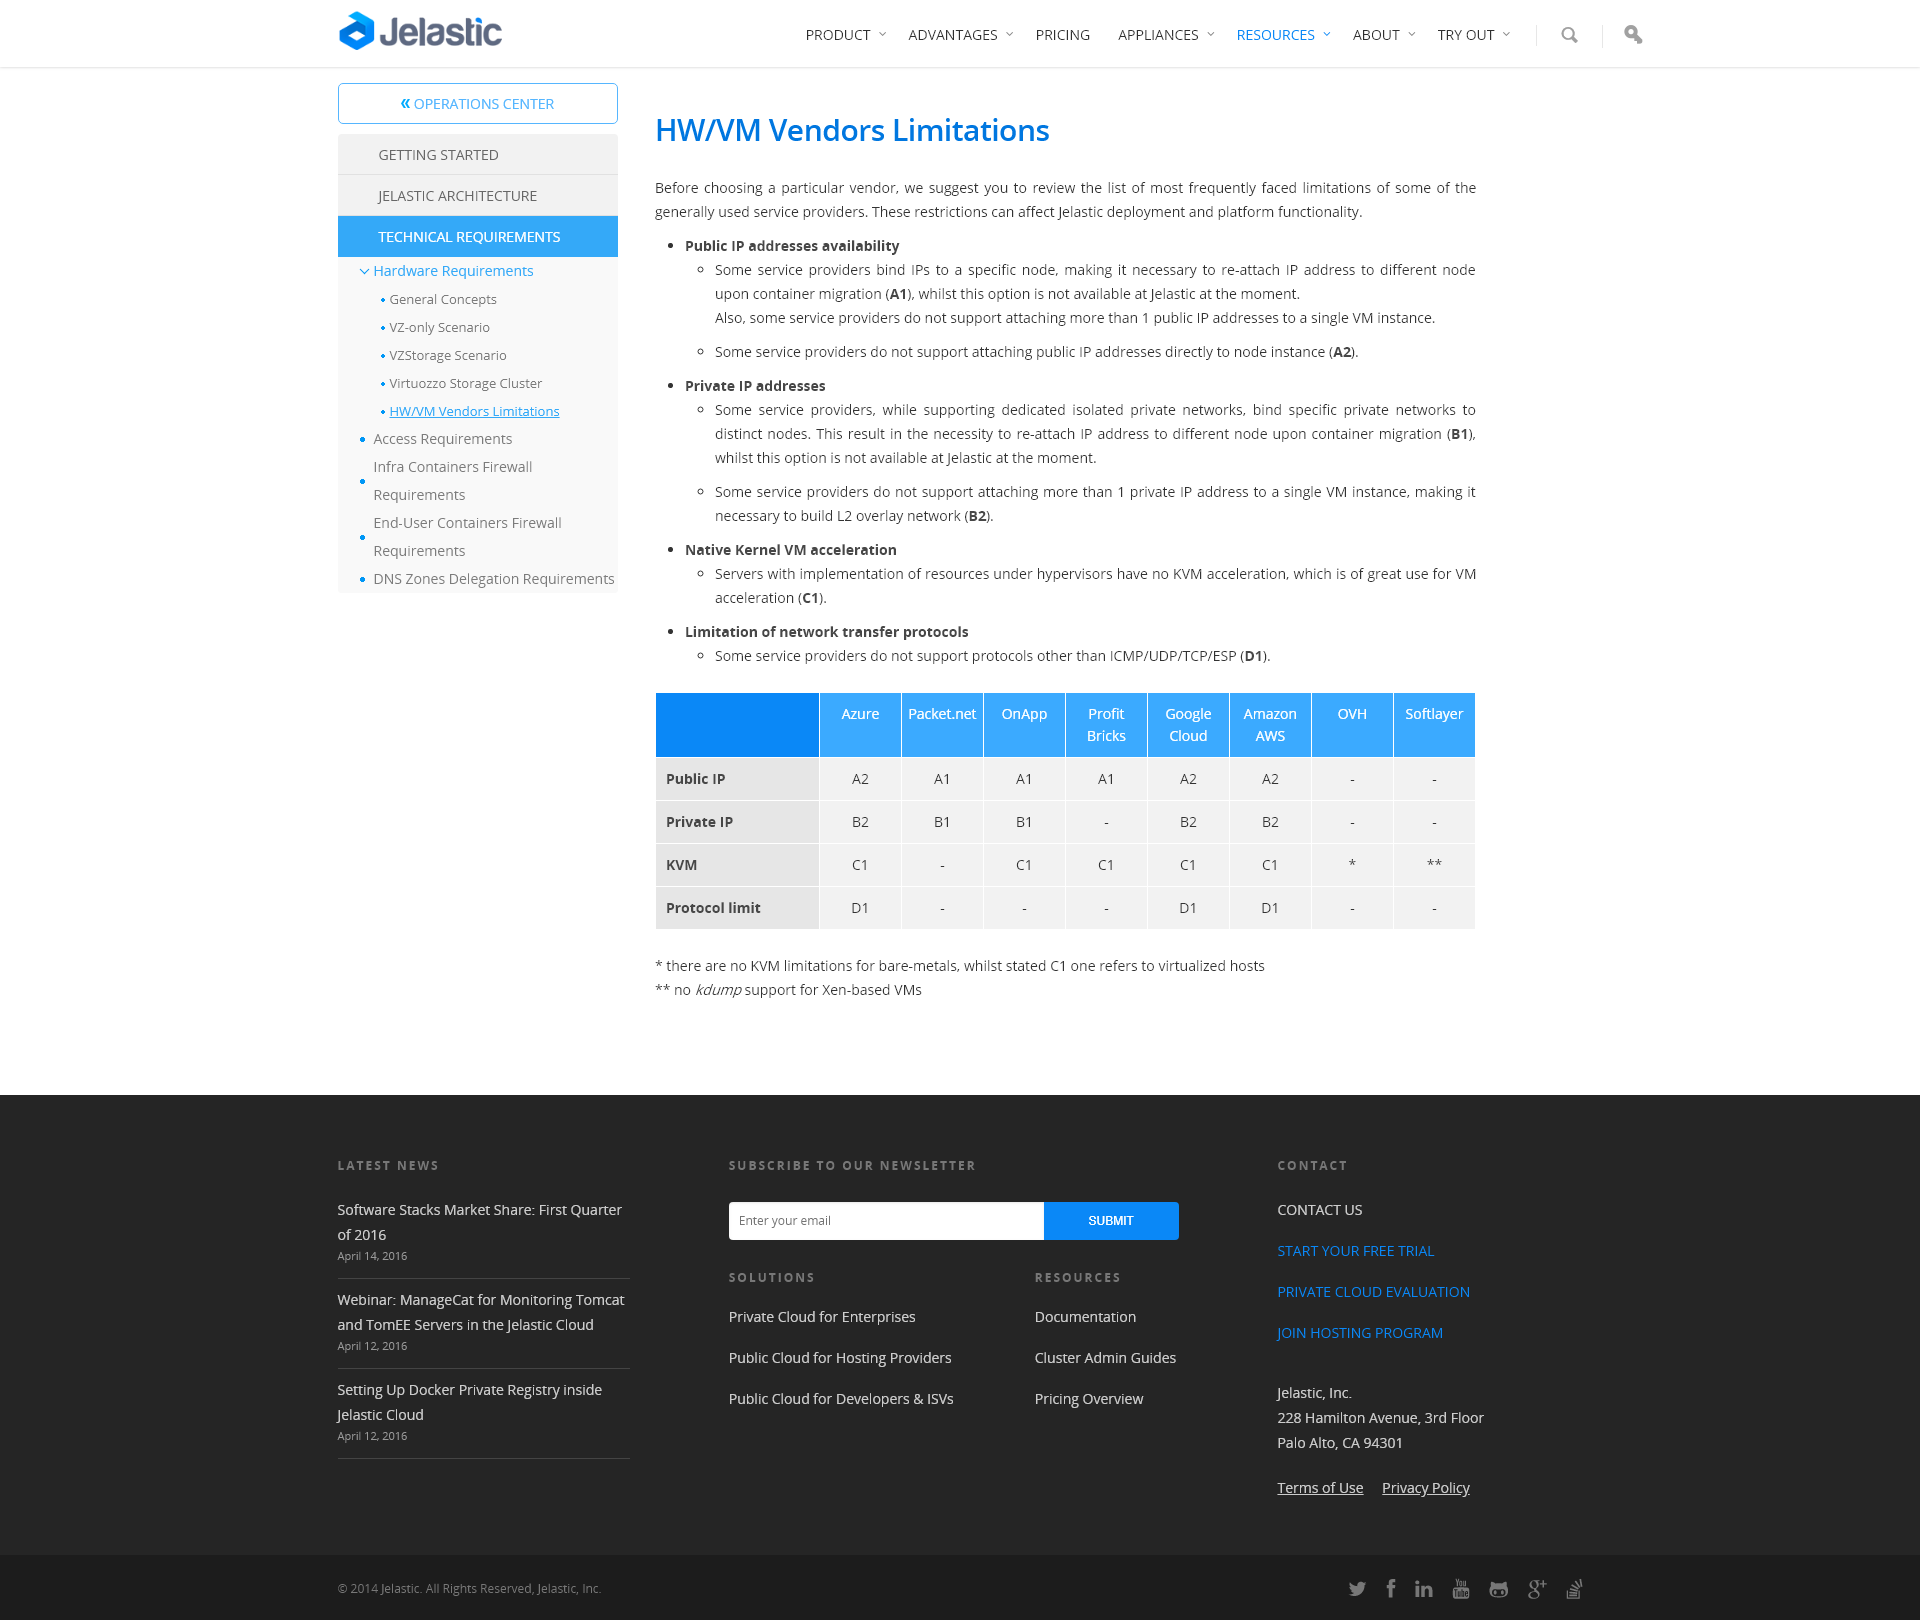 Jelastic
PRODUCT ADVANTAGES PRICING APPLIANCES RESOURCES ABOUT TRY OUT
« OPERATIONS CENTER
GETTING STARTED
JELASTIC ARCHITECTURE
TECHNICAL REQUIREMENTS
Hardware Requirements
General Concepts
VZ-only Scenario
VZStorage Scenario
Virtuozzo Storage Cluster
HW/VM Vendors Limitations
Access Requirements
Infra Containers Firewall
Requirements
End-User Containers Firewall
Requirements
DNS Zones Delegation Requirements
HW/VM Vendors Limitations
Before choosing a particular vendor, we suggest you to review the list of most frequently faced limitations of some of the
generally used service providers. These restrictions can affect Jelastic deployment and platform functionality.
Public IP addresses availability
Some service providers bind IPs to a specific node, making it necessary to re-attach IP address to different node
upon container migration (A1), whilst this option is not available at Jelastic at the moment.
Also, some service providers do not support attaching more than 1 public IP addresses to a single VM instance.
Some service providers do not support attaching public IP addresses directly to node instance (A2).
Private IP addresses
Some service providers, while supporting dedicated isolated private networks, bind specific private networks to
distinct nodes. This result in the necessity to re-attach IP address to different node upon container migration (B1),
whilst this option is not available at Jelastic at the moment.
Some service providers do not support attaching more than 1 private IP address to a single VM instance, making it
necessary to build L2 overlay network (B2).
Native Kernel VM acceleration
Servers with implementation of resources under hypervisors have no KVM acceleration, which is of great use for VM
acceleration (C1).
Limitation of network transfer protocols
Some service providers do not support protocols other than ICMP/UDP/TCP/ESP (D1).
Azure Packet.net OnApp Profit Bricks Google Cloud Amazon AWS OVH Softlayer
Public IP A2 A1 A1 A1 A2 A2 - -
Private IP B2 B1 B1 - B2 B2 - -
KVM C1 - C1 C1 C1 C1 * **
Protocol limit D1 - - - D1 D1 - -
* there are no KVM limitations for bare-metals, whilst stated C1 one refers to virtualized hosts
** no kdump support for Xen-based VMs
LATEST NEWS
Software Stacks Market Share: First Quarter
of 2016
April 14, 2016
Webinar: ManageCat for Monitoring Tomcat
and TomEE Servers in the Jelastic Cloud
April 12, 2016
Setting Up Docker Private Registry inside
Jelastic Cloud
April 12, 2016
SUBSCRIBE TO OUR NEWSLETTER
Enter your email SUBMIT
SOLUTIONS
Private Cloud for Enterprises
Public Cloud for Hosting Providers
Public Cloud for Developers & ISVs
RESOURCES
Documentation
Cluster Admin Guides
Pricing Overview
CONTACT
CONTACT US
START YOUR FREE TRIAL
PRIVATE CLOUD EVALUATION
JOIN HOSTING PROGRAM
Jelastic, Inc.
228 Hamilton Avenue, 3rd Floor
Palo Alto, CA 94301
Terms of Use Privacy Policy
© 2014 Jelastic. All Rights Reserved, Jelastic, Inc.